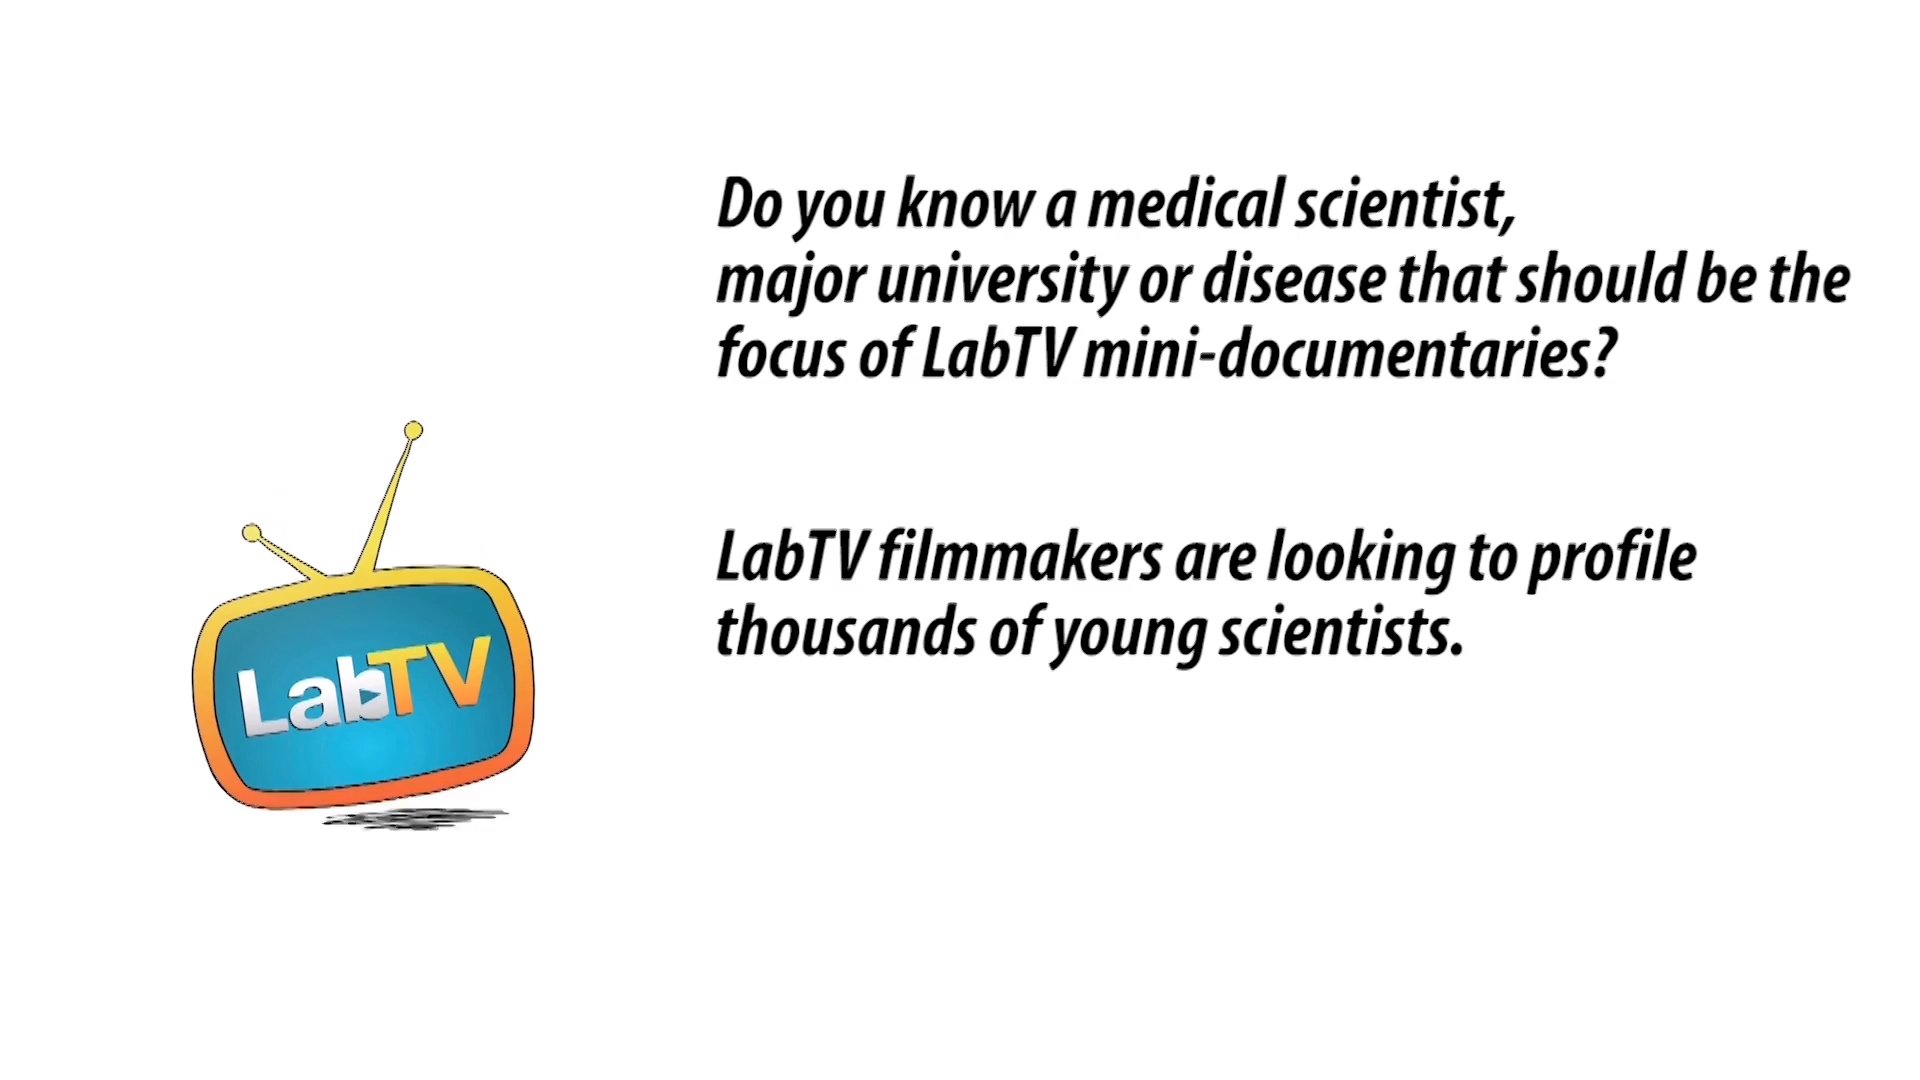 Do you know a medical scientist,
major university or disease that should be the
focus of LabTV mini-documentaries?
LabTV filmmakers are looking to profile
thousands of young scientists.
LabTV